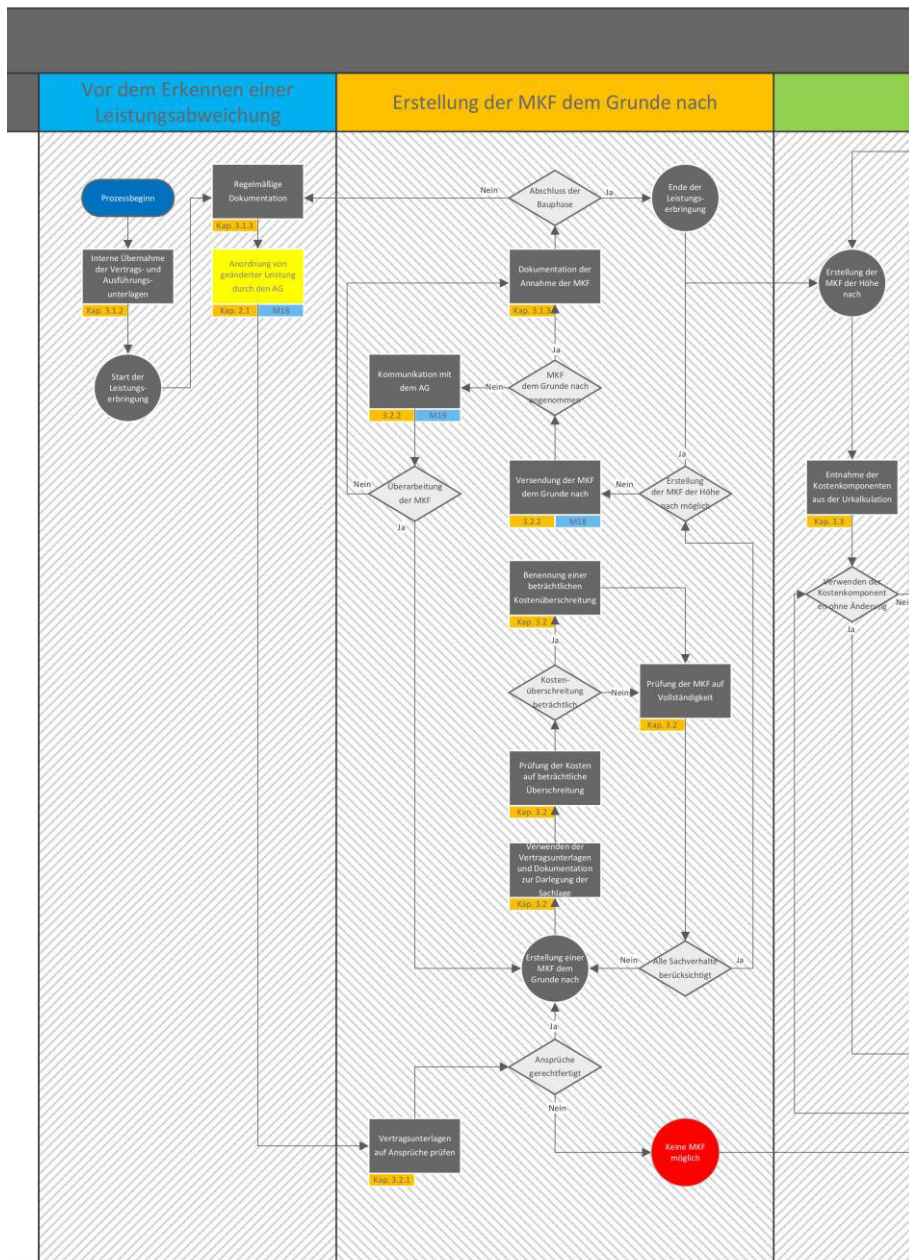 Vor dem Erkennen einer
Leistungsabweichung
Erstellung der MKF dem Grunde nach
Prozessbeginn
Interne Übernahme
der Vertrags- und
Ausführungs-
unterlagen
Kap. 3.1.2
Start der
Leistungs-
erbringung
Regelmäßige
Dokumentation
Kap. 3.1.3
Anordnung von
geänderter Leistung
durch den AG
Kap. 2.1
M18
Nein
Abschluss der
Bauphase
Ja
Ende der
Leistungs-
erbringung
Dokumentation der
Annahme der MKF
Kap. 3.1.3
Ja
Kommunikation mit
dem AG
3.2.2
M19
Nein
MKF
dem Grunde nach
angenommen
Nein
Überarbeitung
der MKF
Ja
Versendung der MKF
dem Grunde nach
3.2.2
M18
Nein
Ja
Erstellung
der MKF der Höhe
nach möglich
Benennung einer
beträchtlichen
Kostenüberschreitung
Kap. 3.2
Ja
Kosten-
überschreitung
beträchtlich
Nein
Prüfung der MKF auf
Vollständigkeit
Kap. 3.2
Prüfung der Kosten
auf beträchtliche
Überschreitung
Kap. 3.2
Verwenden der
Vertragsunterlagen
und Dokumentation
zur Darlegung der
Sachlage
Kap. 3.2
Erstellung einer
MKF dem
Grunde nach
Nein
Alle Sachverhalte
berücksichtigt
Ja
Ja
Ansprüche
gerechtfertigt
Nein
Vertragsunterlagen
auf Ansprüche prüfen
Kap. 3.2.1
Keine MKF
möglich
Erstellung der
MKF der Höhe
nach
Entnahme der
Kostenkomponenten
aus der Urkalkulation
Kap. 3.3
Verwenden der
Kostenkomponent
en ohne Änderung
Nein
Ja